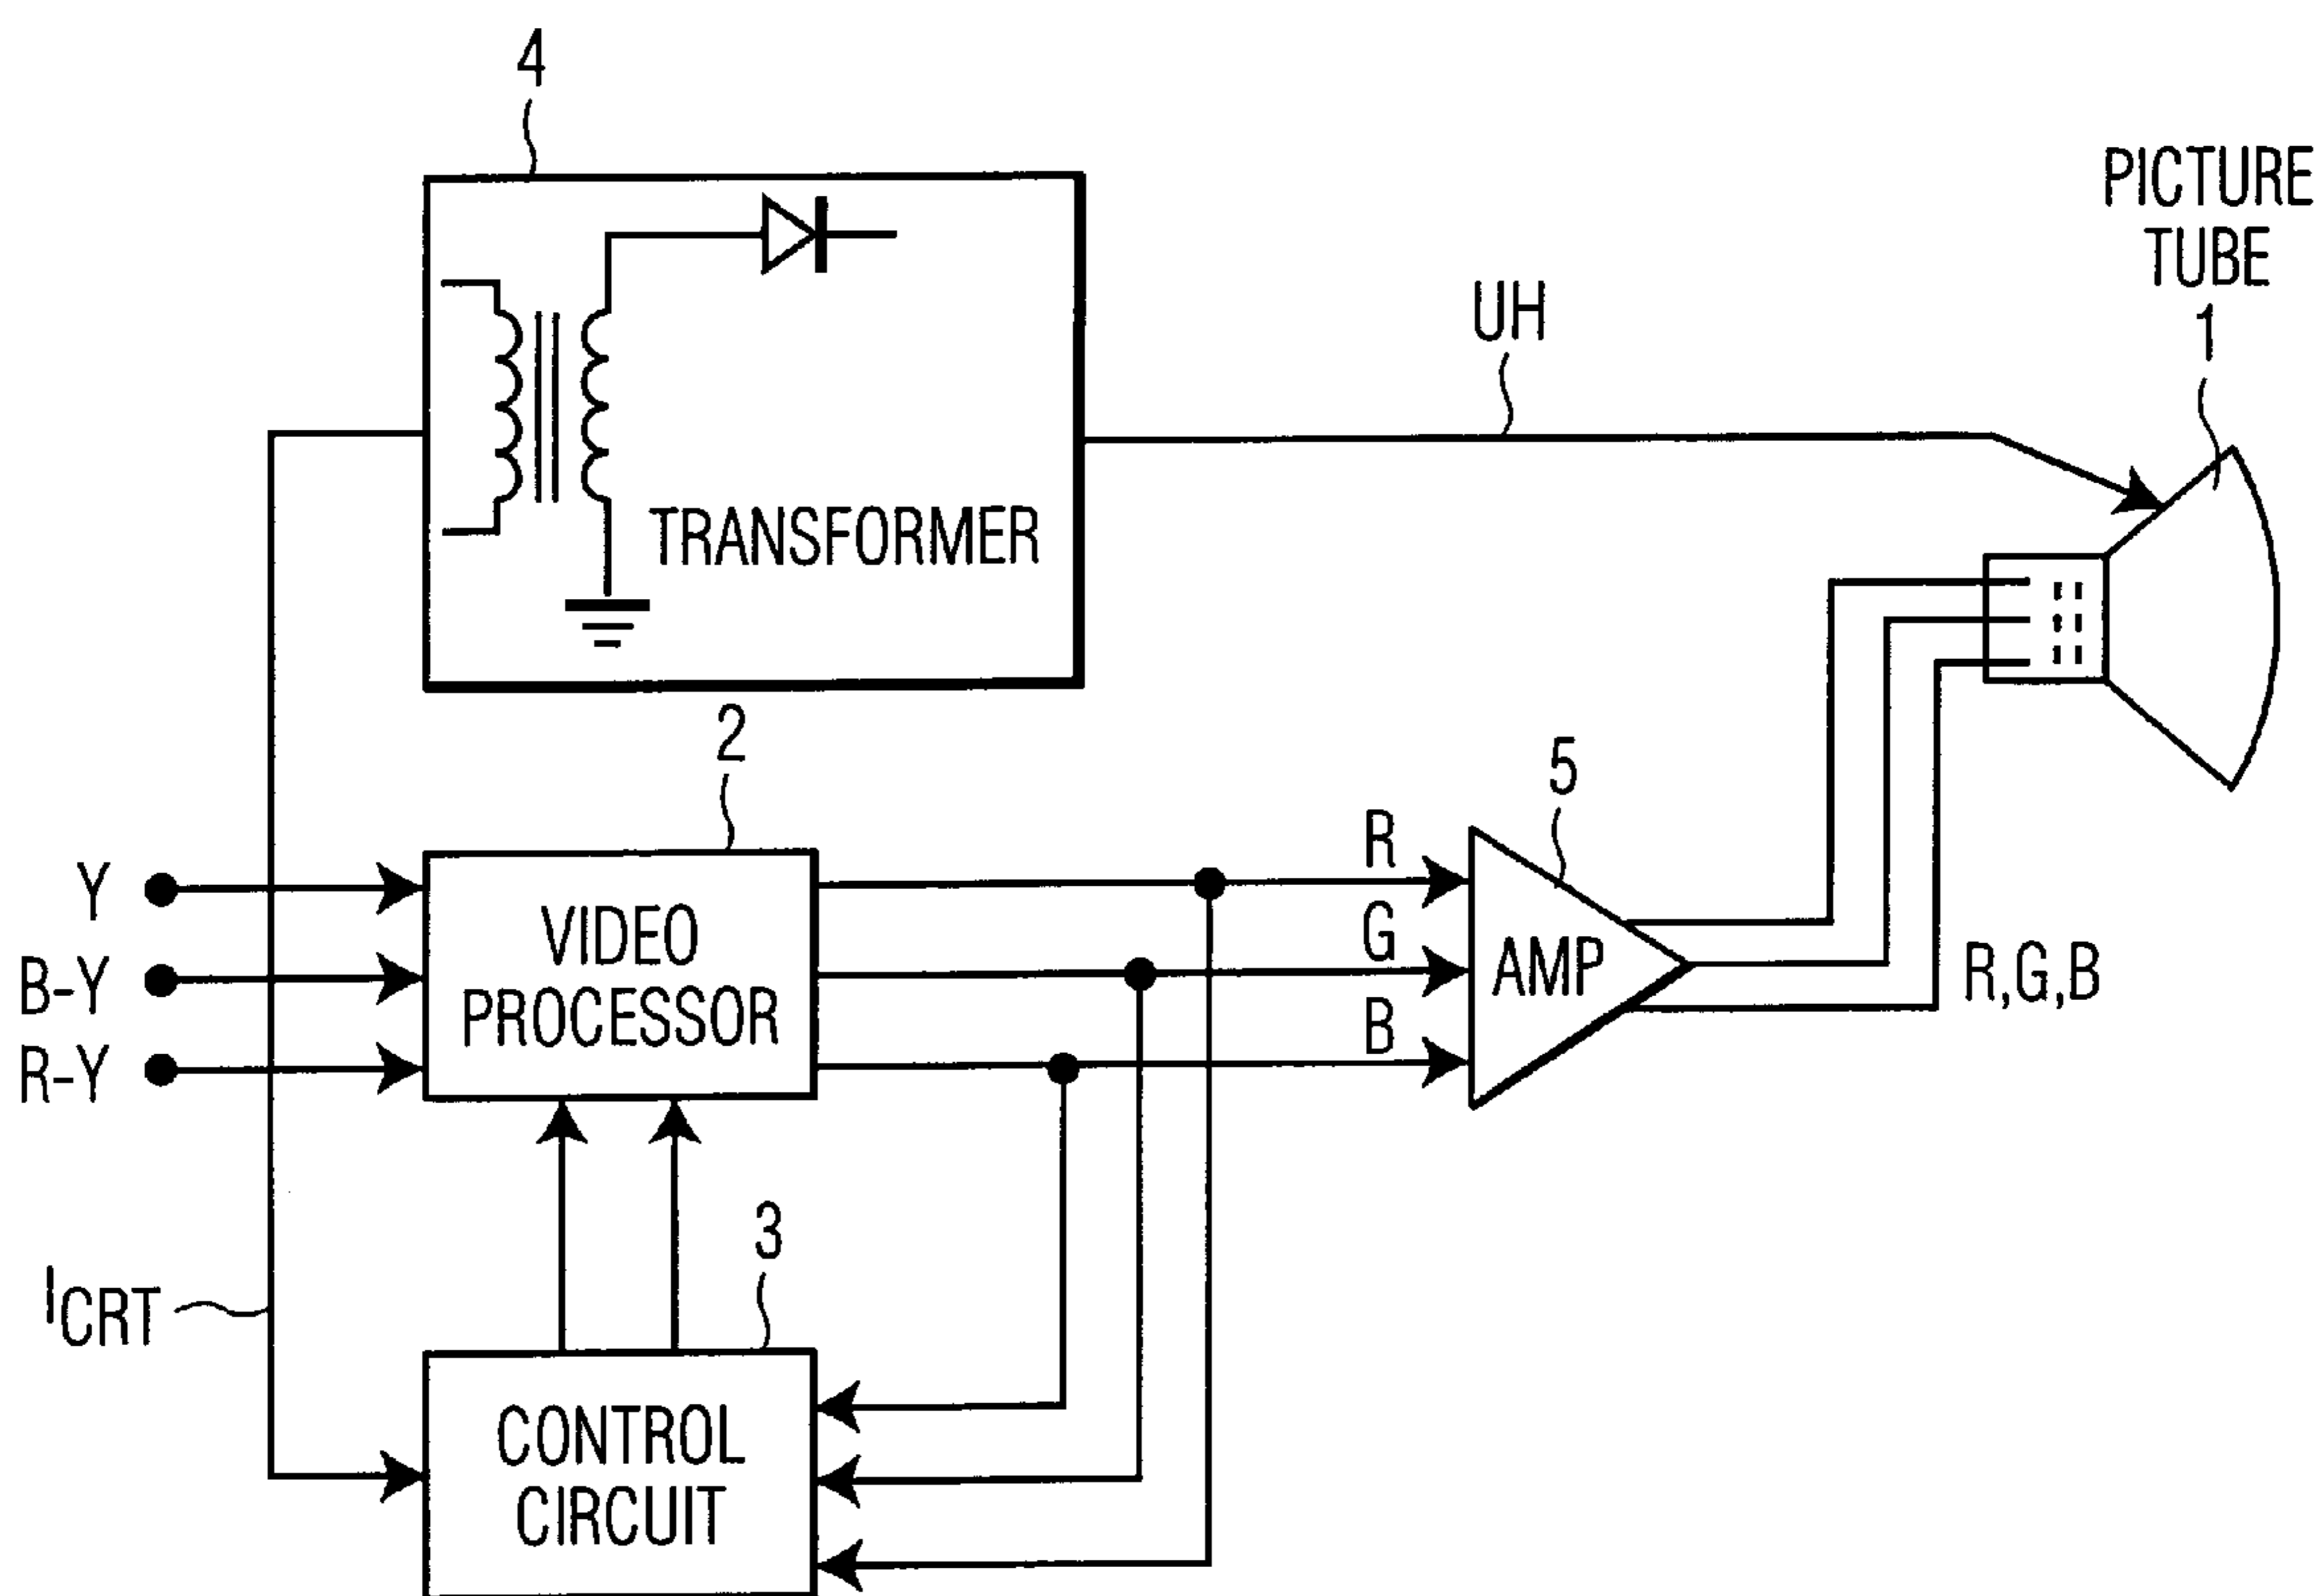 4
PICTURE
TUBE
1
UH
TRANSFORMER
2
5
Y
B-Y
R-Y
VIDEO
PROCESSOR
R
G
B
AMP
R,G,B
3
ICRT
CONTROL
CIRCUIT